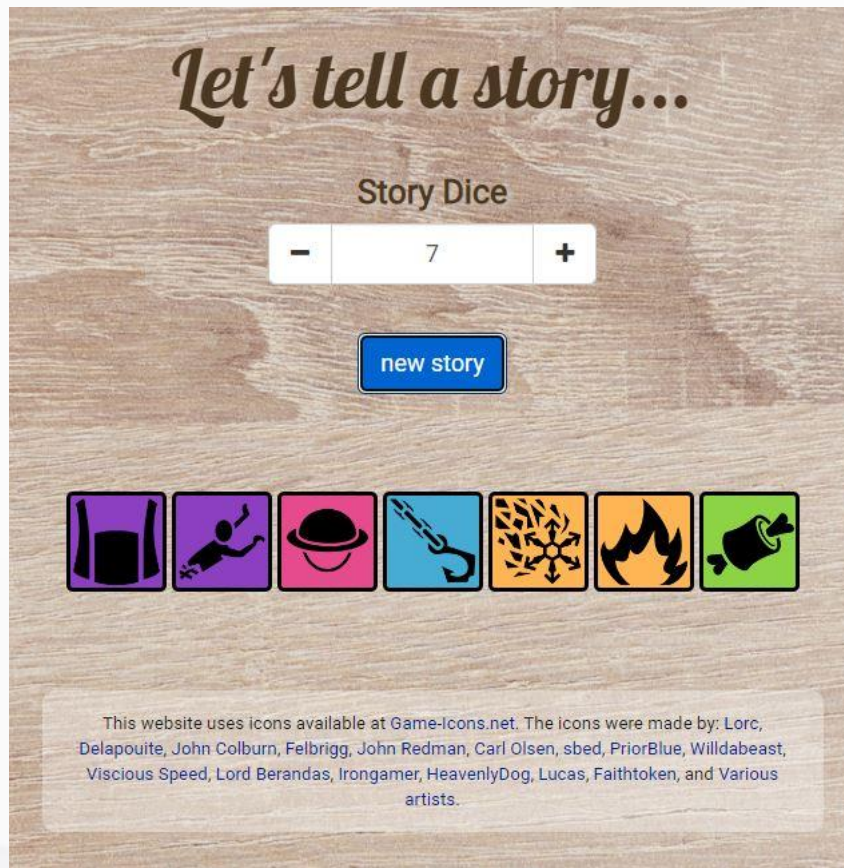 Let's tell a story...
Story Dice
7
new story
This website uses icons available at Game-Icons.net. The icons were made by: Lorc,
Delapouite, John Colburn, Felbrigg, John Redman, Carl Olsen, sbed, PriorBlue, Willdabeast,
Viscious Speed, Lord Berandas, Irongamer, HeavenlyDog, Lucas, Faithtoken, and Various
artists.